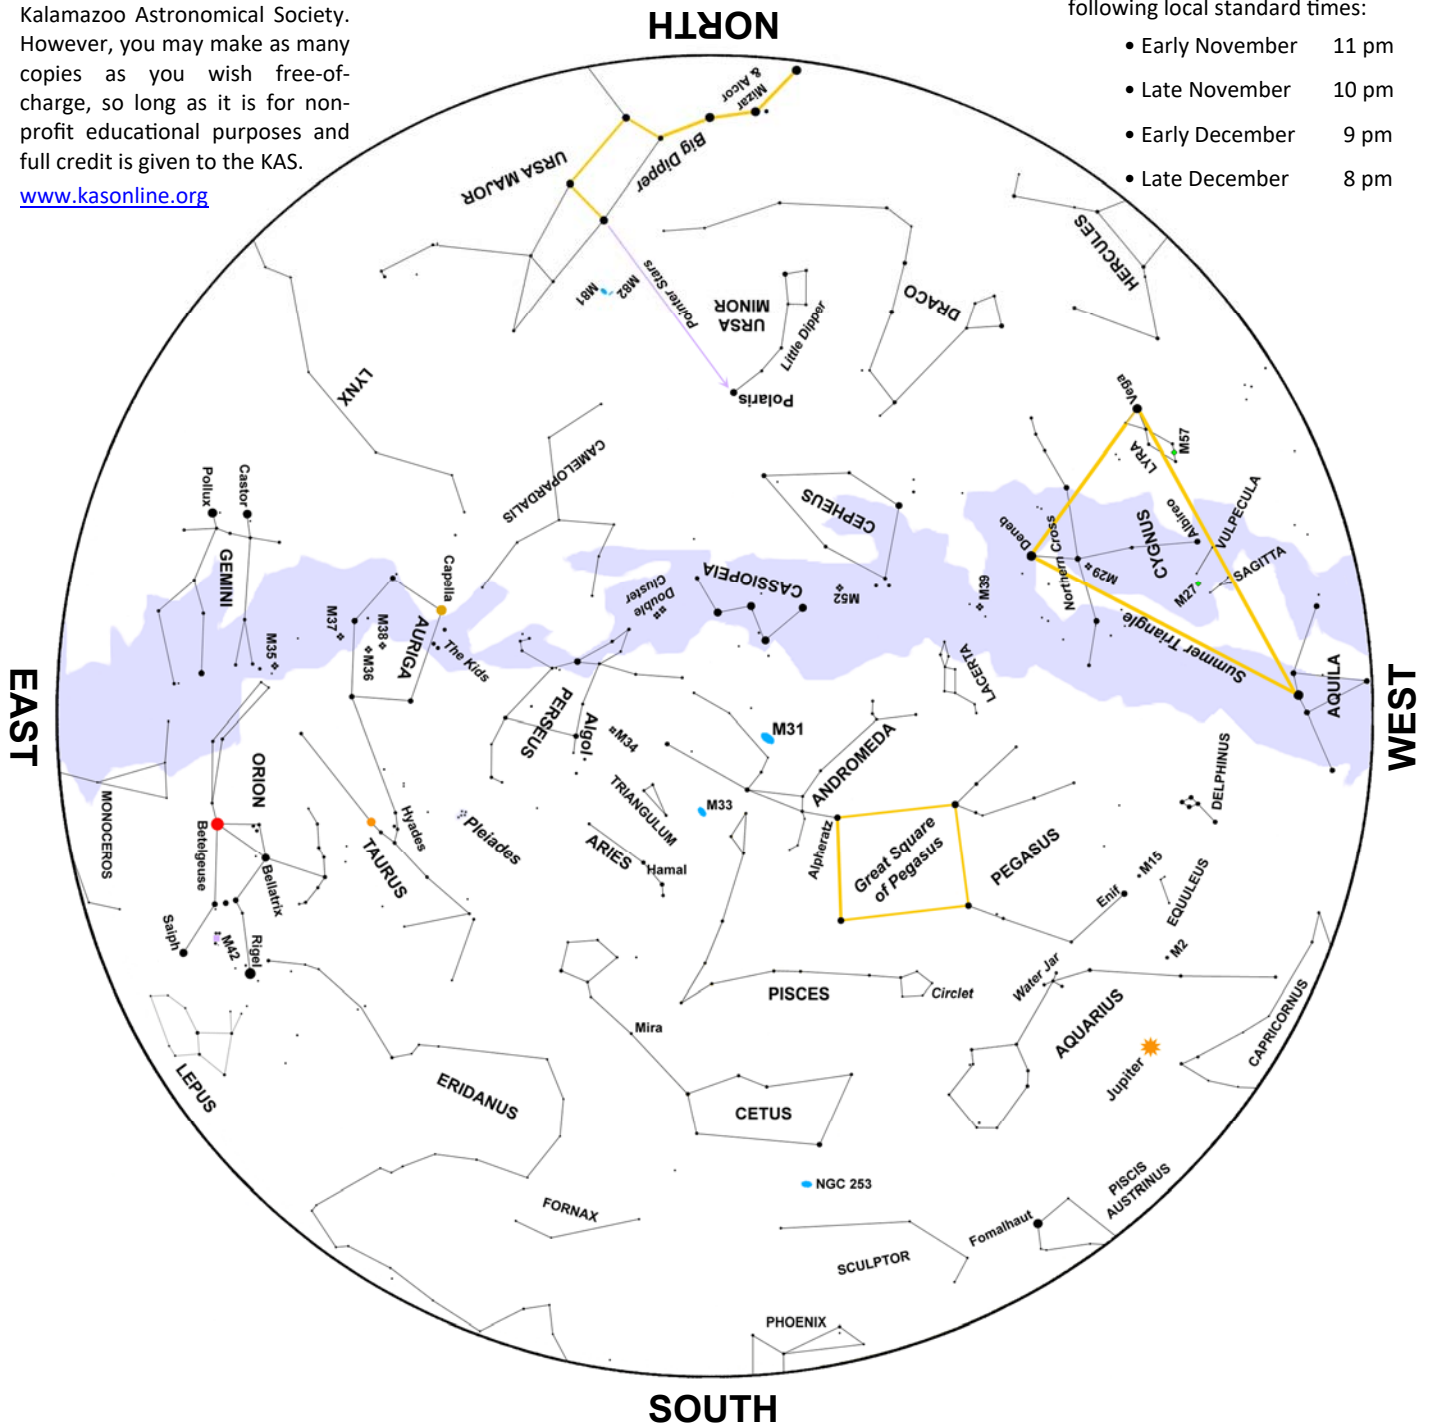 Kalamazoo Astronomical Society.
However, you may make as many
copies as you wish free-of-
charge, so long as it is for non-
profit educational purposes and
full credit is given to the KAS.
www.kasonline.org
following local standard times:
• Early November 11 pm
• Late November 10 pm
• Early December 9 pm
• Late December 8 pm
NORTH
Mizar
& Alcor
Big Dipper
URSA MAJOR
HERCULES
M81
M82
Pointer Stars
URSA
MINOR
Little Dipper
DRACO
LYNX
Polaris
Vega
LYRA
M57
CAMELOPARDALIS
Pollux
Castor
CEPHEUS
Deneb
Northern Cross
CYGNUS
Albireo
VULPECULA
M29
M27
SAGITTA
GEMINI
Capella
CASSIOPEIA
Double
Cluster
M52
M39
Summer Triangle
M37
M38
M36
AURIGA
The Kids
M35
LACERTA
AQUILA
EAST
WEST
PERSEUS
Algol
M34
M31
ANDROMEDA
ORION
MONOCEROS
TRIANGULUM
M33
DELPHINUS
Betelgeuse
Bellatrix
Hyades
TAURUS
Pleiades
ARIES
Hamal
Alpheratz
Great Square
of Pegasus
PEGASUS
Enif
M15
EQUULEUS
M2
Saiph
M42
Rigel
PISCES
Circlet
Water Jar
AQUARIUS
CAPRICORNUS
Mira
Jupiter
LEPUS
ERIDANUS
CETUS
NGC 253
FORNAX
PISCIS
AUSTRINUS
Fomalhaut
SCULPTOR
PHOENIX
SOUTH